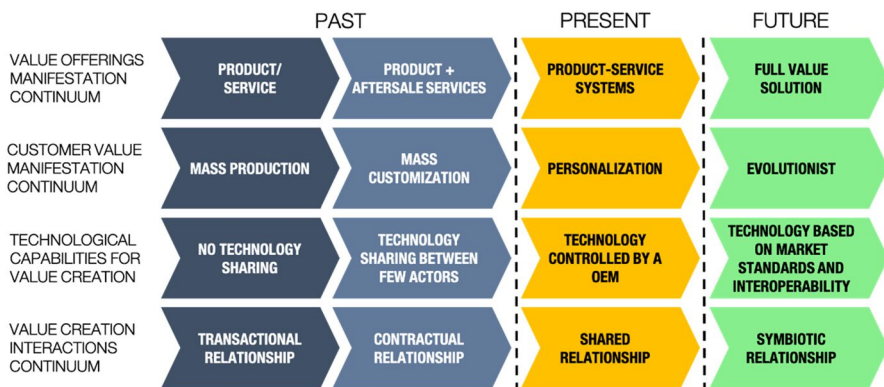 PAST
PRESENT
FUTURE
VALUE OFFERINGS
MANIFESTATION
CONTINUUM
PRODUCT/
SERVICE
PRODUCT +
AFTERSALE SERVICES
PRODUCT-SERVICE
SYSTEMS
FULL VALUE
SOLUTION
CUSTOMER VALUE
MANIFESTATION
CONTINUUM
MASS PRODUCTION
MASS
CUSTOMIZATION
PERSONALIZATION
EVOLUTIONIST
TECHNOLOGICAL
CAPABILITIES FOR
VALUE CREATION
NO TECHNOLOGY
SHARING
TECHNOLOGY
SHARING BETWEEN
FEW ACTORS
TECHNOLOGY
CONTROLLED BY A
OEM
TECHNOLOGY BASED
ON MARKET
STANDARDS AND
INTEROPERABILITY
VALUE CREATION
INTERACTIONS
CONTINUUM
TRANSACTIONAL
RELATIONSHIP
CONTRACTUAL
RELATIONSHIP
SHARED
RELATIONSHIP
SYMBIOTIC
RELATIONSHIP